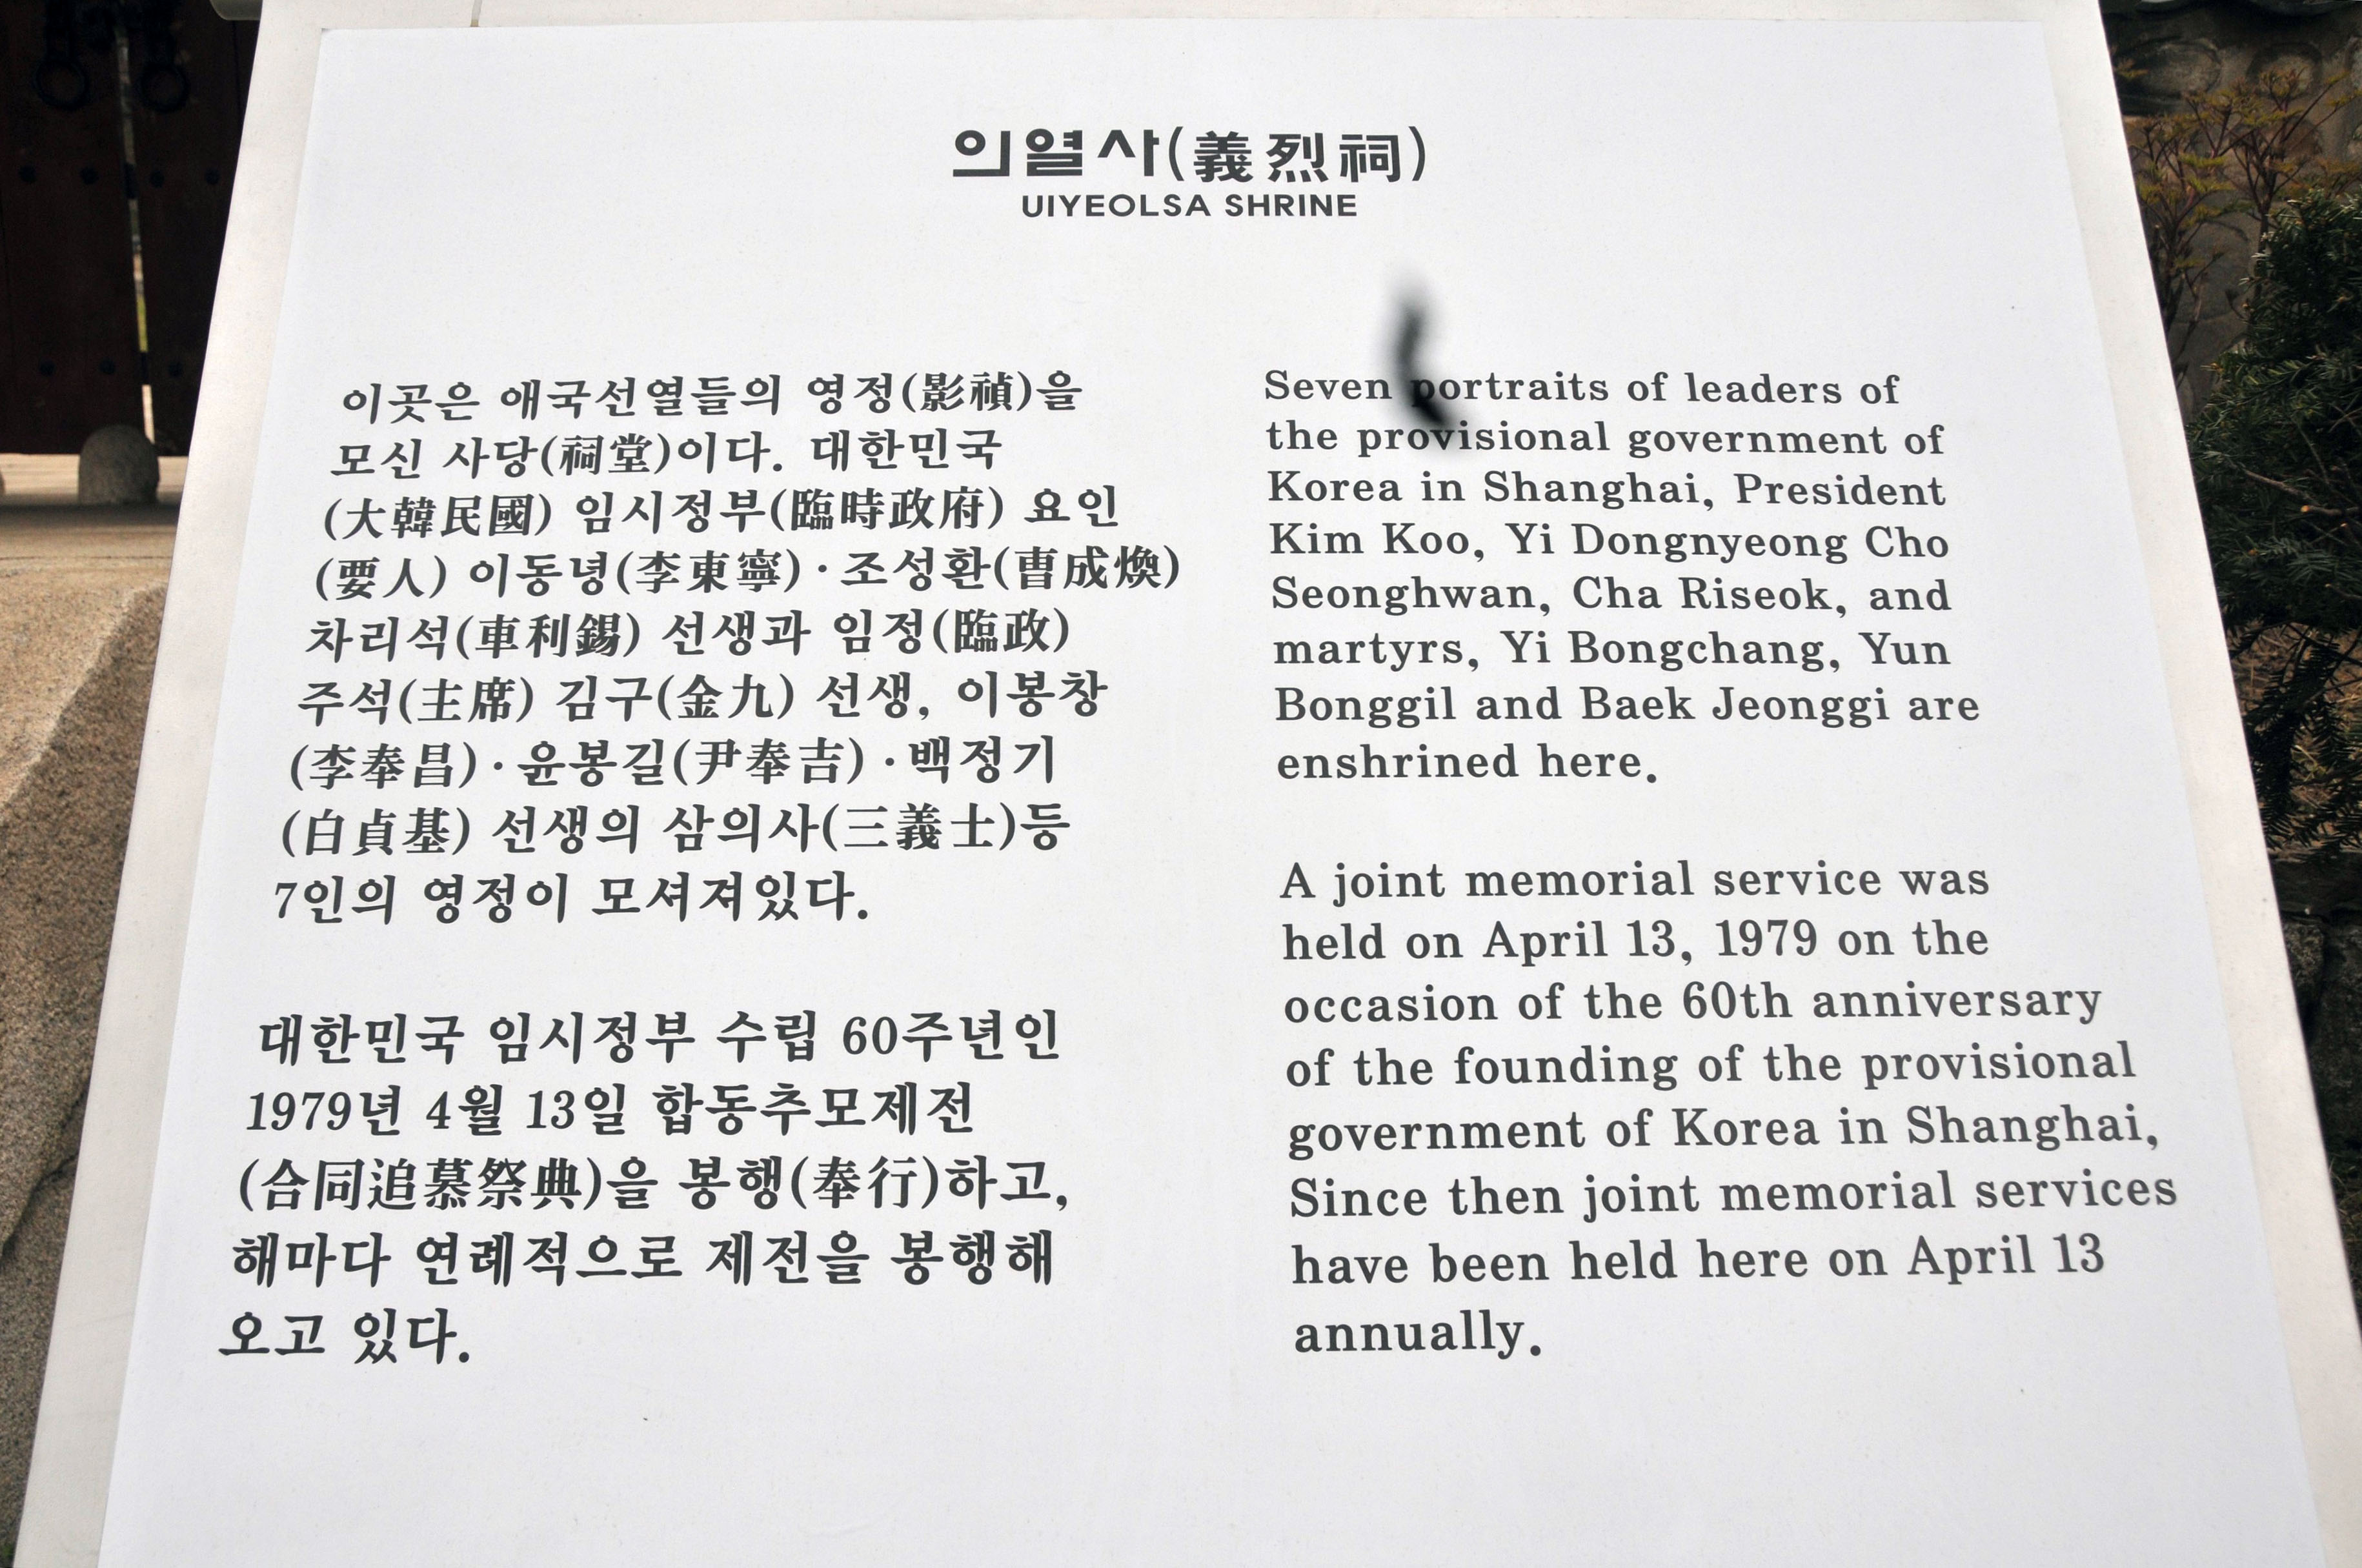 의열사(義烈祠)
UIYEOLSA SHRINE
이곳은 애국선열들의 영정(影幀)을
모신 사당(祠堂)이다. 대한민국
(大韓民國) 임시정부(臨時政府) 요인
(要人) 이동녕(李東寧)·조성환(曺成煥)
차리석(車利錫) 선생과 임정(臨政)
주석(主席) 김구(金九) 선생, 이봉창
(李奉昌)·윤봉길(尹奉吉)·백정기
(白貞基) 선생의 삼의사(三義士)등
7인의 영정이 모셔져있다.
대한민국 임시정부 수립 60주년인
1979년 4월 13일 합동추모제전
(合同追慕祭典)을 봉행(奉行)하고,
해마다 연례적으로 제전을 봉행해
오고 있다.
Seven portraits of leaders of
the provisional government of
Korea in Shanghai, President
Kim Koo, Yi Dongnyeong Cho
Seonghwan, Cha Riseok, and
martyrs, Yi Bongchang, Yun
Bonggil and Baek Jeonggi are
enshrined here.
A joint memorial service was
held on April 13, 1979 on the
occasion of the 60th anniversary
of the founding of the provisional
government of Korea in Shanghai,
Since then joint memorial services
have been held here on April 13
annually.